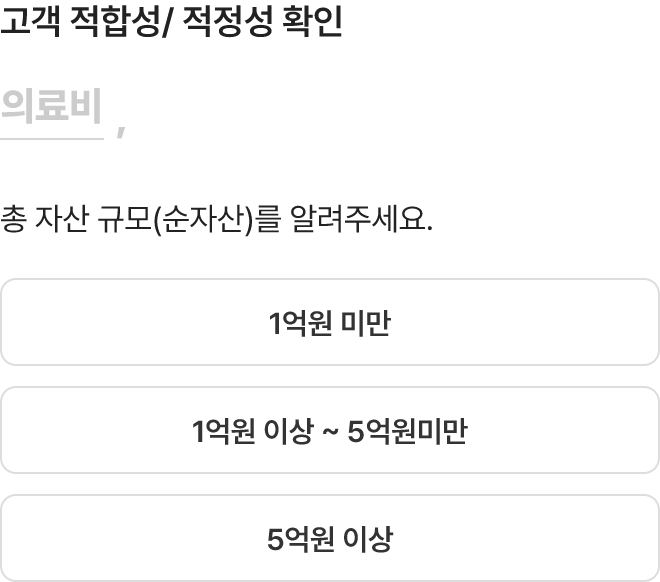 고객 적합성/ 적정성 확인
의료비 ,
총 자산 규모(순자산)를 알려주세요.
1억원 미만
1억원 이상 ~ 5억원미만
5억원 이상